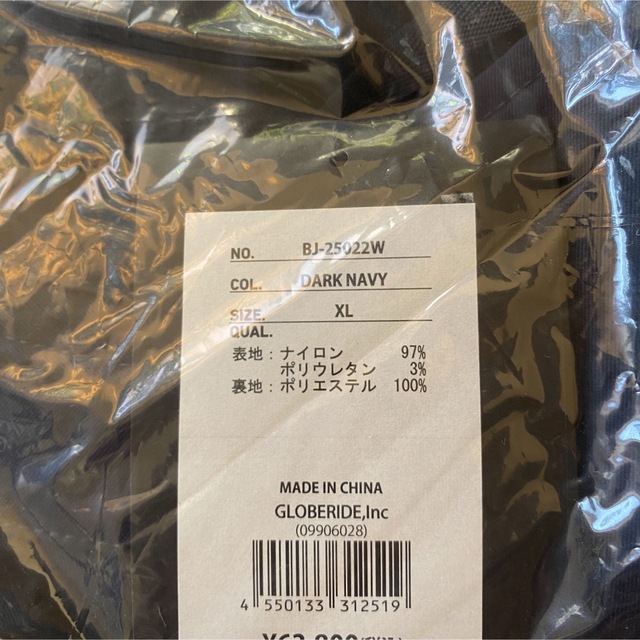 NO. BJ-25022W
COL. DARK NAVY
SIZE. XL
QUAL.
表地：ナイロン 97%
ポリウレタン 3%
裏地：ポリエステル 100%
MADE IN CHINA
GLOBERIDE,Inc
(09906028)
4 550133 312519